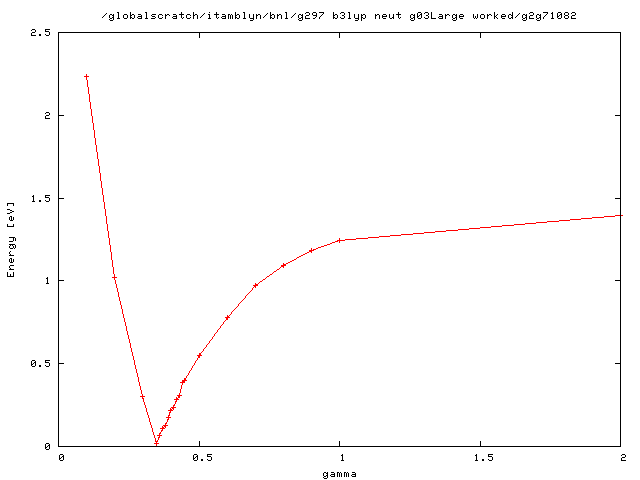 /globalscratch/itamblyn/bnl/g297 b3lyp neut g03Large worked/g2g71082
2.5
2
1.5
1
0.5
0
Energy [eV]
0 0.5 1 1.5 2
gamma